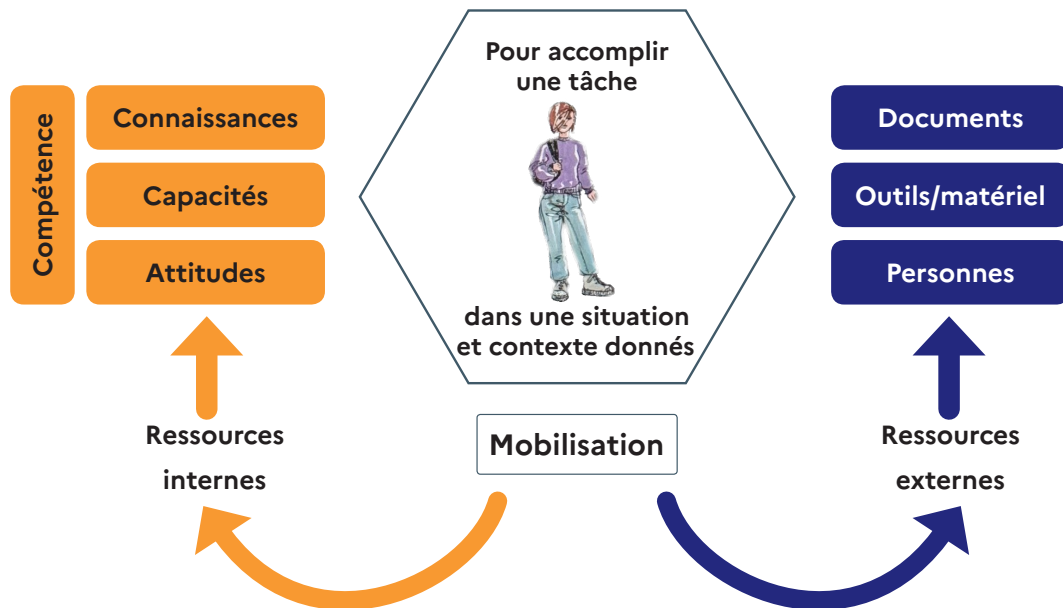 Pour accomplir
une tâche
dans une situation
et contexte donnés
Compétence
Connaissances
Capacités
Attitudes
Ressources
internes
Mobilisation
Documents
Outils/matériel
Personnes
Ressources
externes